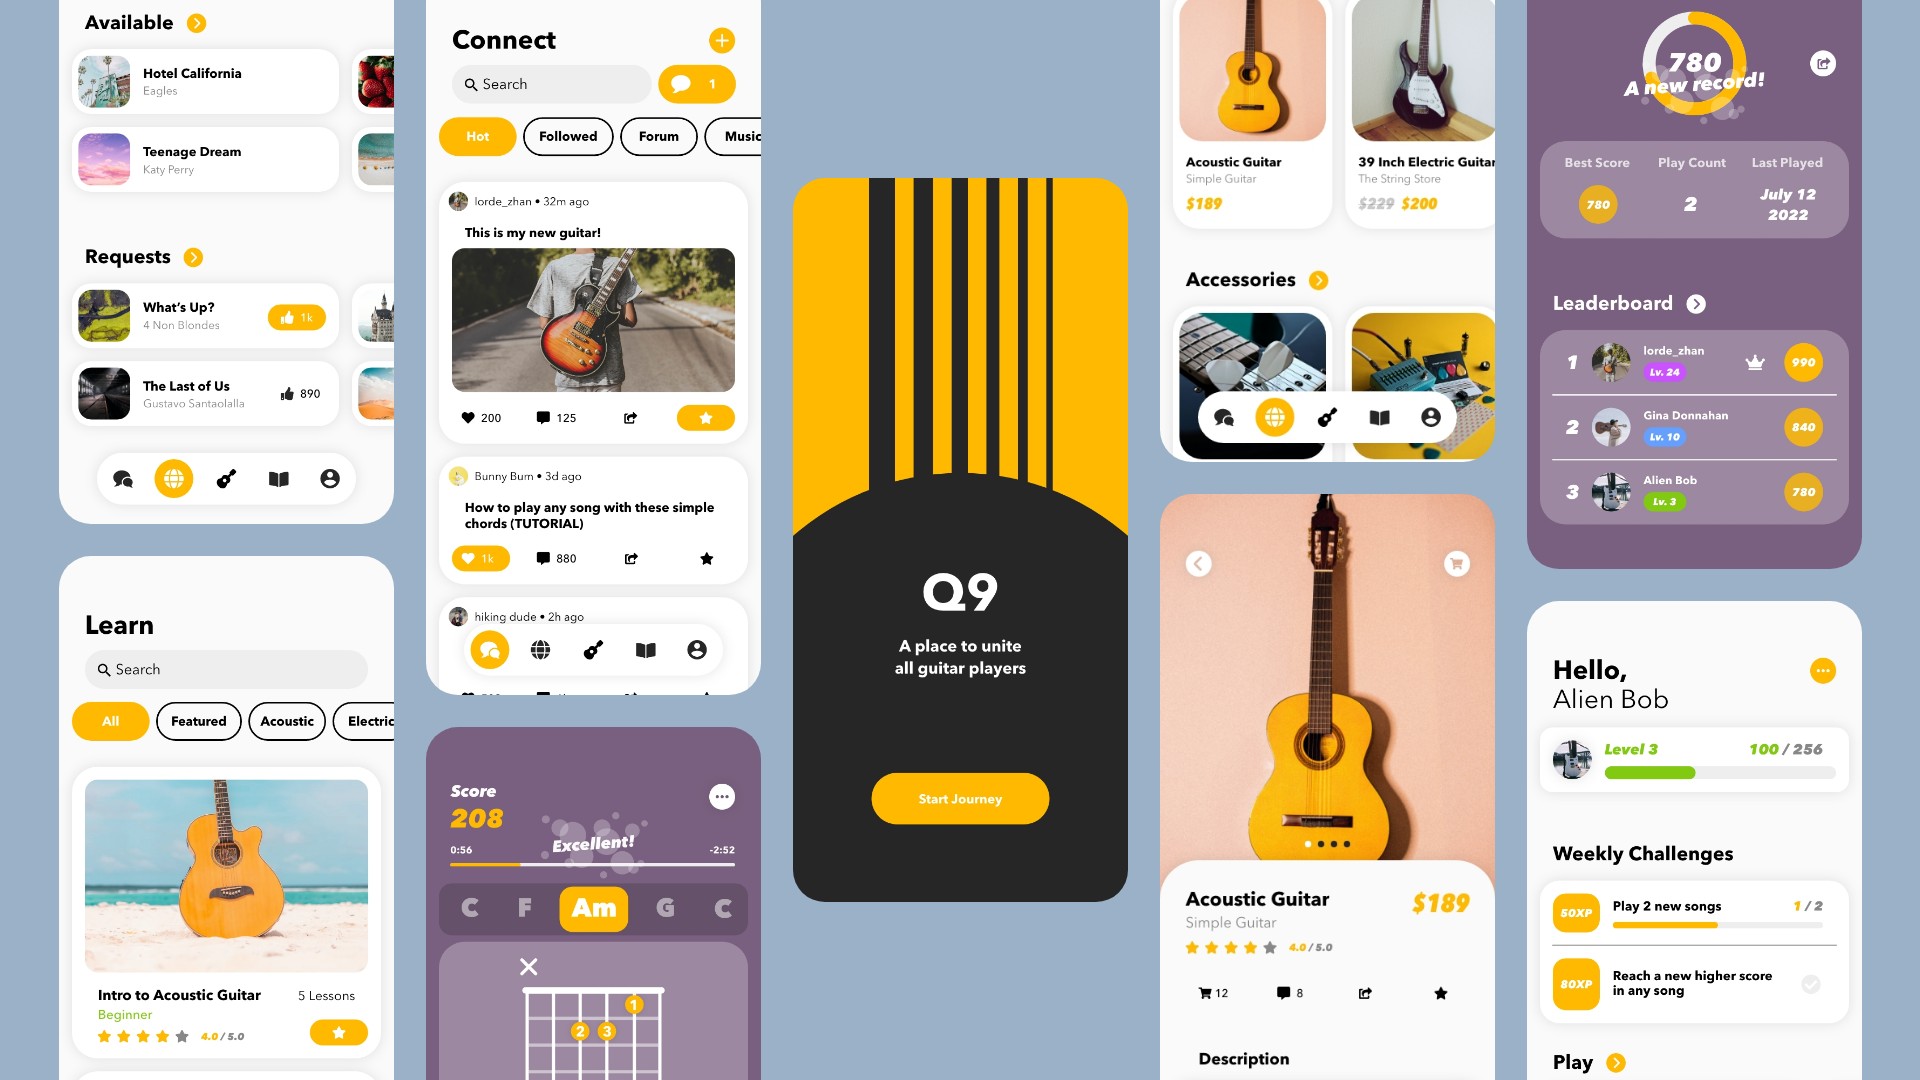 Available
Hotel California
Eagles
Teenage Dream
Katy Perry
Requests
What's Up?
4 Non Blondes
1k
The Last of Us
Gustavo Santaolalla
890
Learn
Search
All
Featured
Acoustic
Electric
Intro to Acoustic Guitar
5 Lessons
Beginner
4.0 / 5.0
Connect
Search
1
Hot
Followed
Forum
Music
lorde_zhan • 32m ago
This is my new guitar!
200
125
Bunny Bum • 3d ago
How to play any song with these simple
chords (TUTORIAL)
1k
880
hiking dude • 2h ago
Score
208
Excellent!
0:56
-2:52
C
F
Am
G
C
1
2
3
Q9
A place to unite
all guitar players
Start Journey
Acoustic Guitar
Simple Guitar
$189
39 Inch Electric Guitar
The String Store
$229 $200
Accessories
Acoustic Guitar
$189
Simple Guitar
4.0 / 5.0
12
8
Description
780
A new record!
Best Score
Play Count
Last Played
780
2
July 12
2022
Leaderboard
1
lorde_zhan
Lv. 24
990
2
Gina Donnahan
Lv. 10
840
3
Alien Bob
Lv. 3
780
Hello,
Alien Bob
Level 3
100 / 256
Weekly Challenges
50XP
Play 2 new songs
1 / 2
80XP
Reach a new higher score
in any song
Play